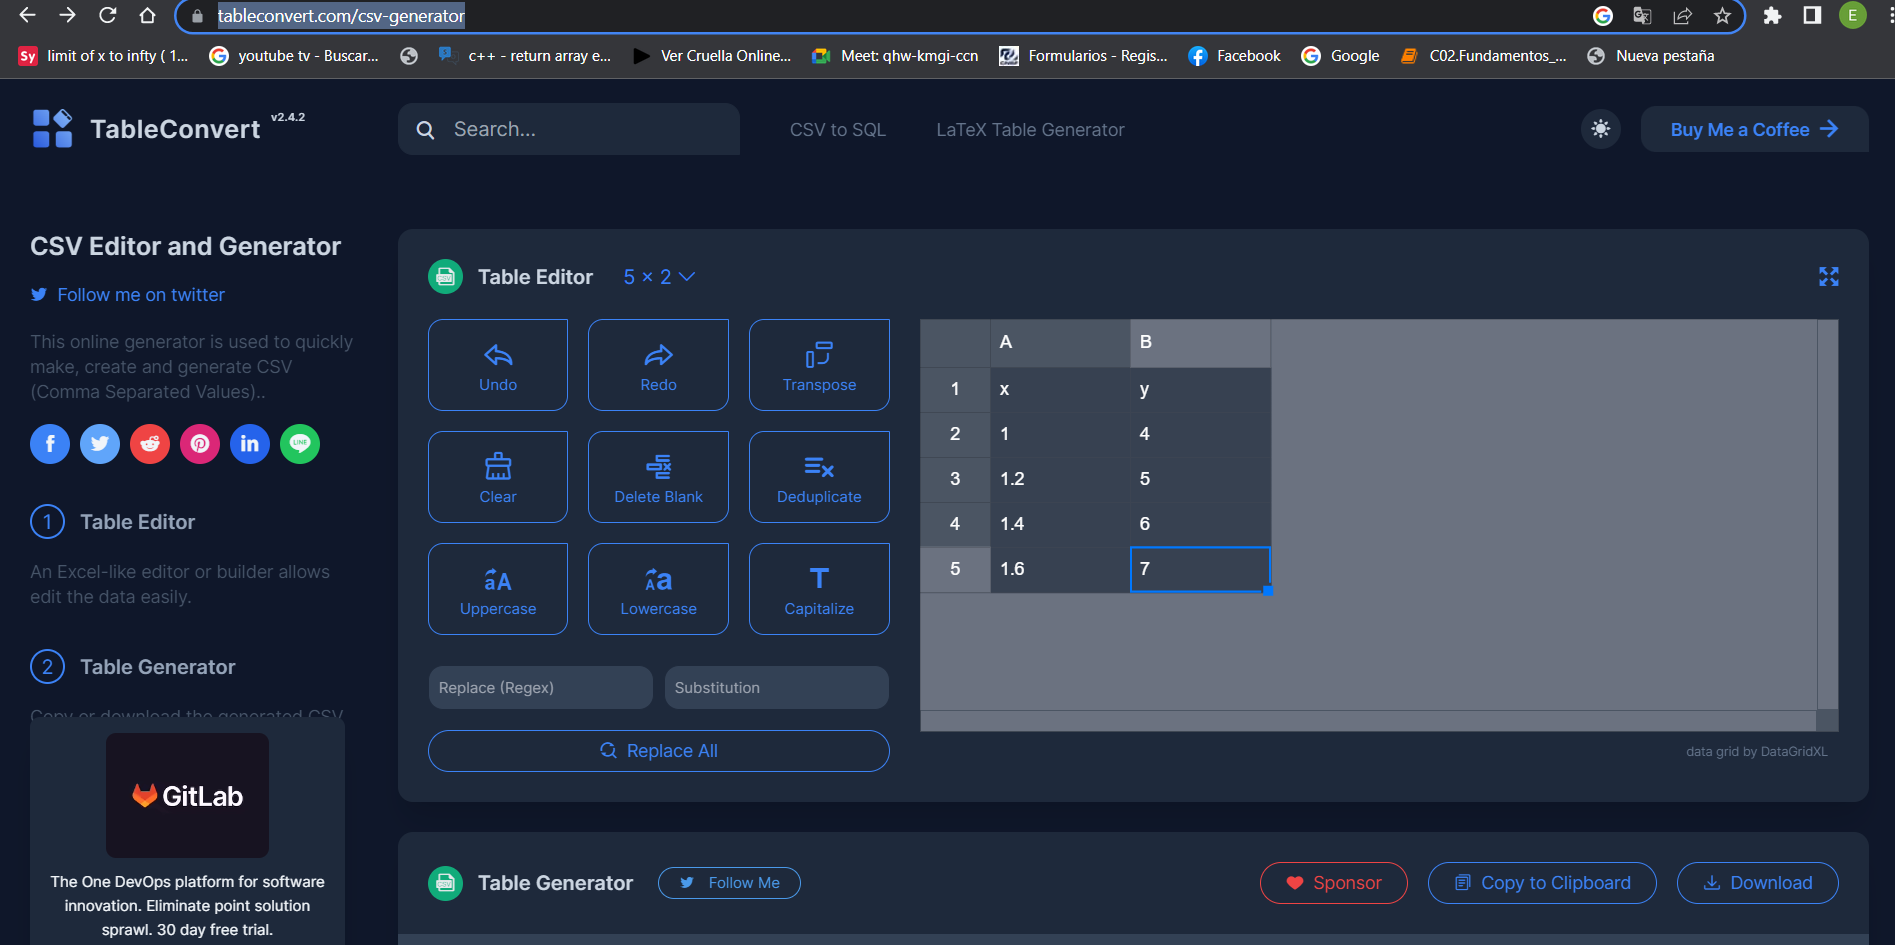 tableconvert.com/csv-generator
E
Sy limit of x to infty ( 1...
youtube tv - Buscar...
c++ - return array e...
Ver Cruella Online...
Meet: qhw-kmgi-ccn
Formularios - Regis...
Facebook
Google
C02.Fundamentos_...
Nueva pestaña
TableConvert v2.4.2
Search...
CSV to SQL
LaTeX Table Generator
Buy Me a Coffee
CSV Editor and Generator
Follow me on twitter
This online generator is used to quickly
make, create and generate CSV
(Comma Separated Values)..
LINE
1 Table Editor
An Excel-like editor or builder allows
edit the data easily.
2 Table Generator
Copy or download the generated CSV
GitLab
The One DevOps platform for software
innovation. Eliminate point solution
sprawl. 30 day free trial.
Table Editor 5 × 2
Undo
Redo
Transpose
Clear
Delete Blank
Deduplicate
Uppercase
Lowercase
Capitalize
Replace (Regex)
Substitution
Replace All
A B
1 x y
2 1 4
3 1.2 5
4 1.4 6
5 1.6 7
data grid by DataGridXL
Table Generator
Follow Me
Sponsor
Copy to Clipboard
Download